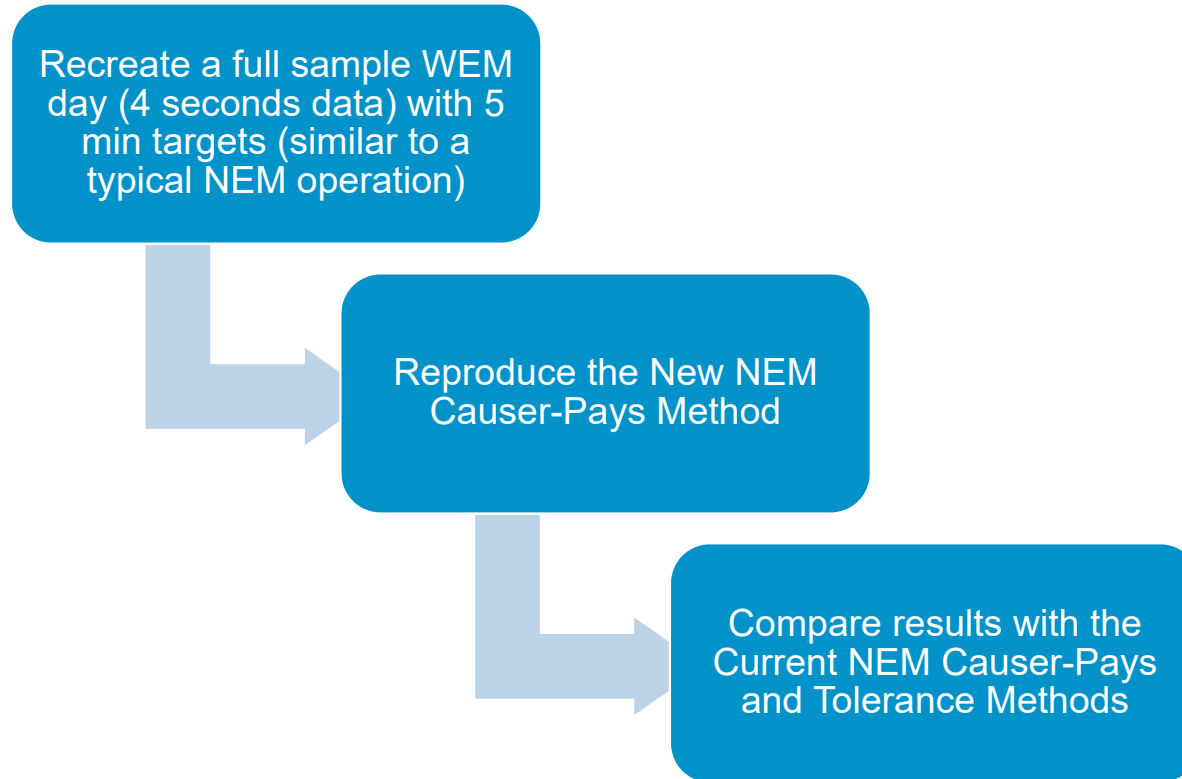 Recreate a full sample WEM
day (4 seconds data) with 5
min targets (similar to a
typical NEM operation)
Reproduce the New NEM
Causer-Pays Method
Compare results with the
Current NEM Causer-Pays
and Tolerance Methods